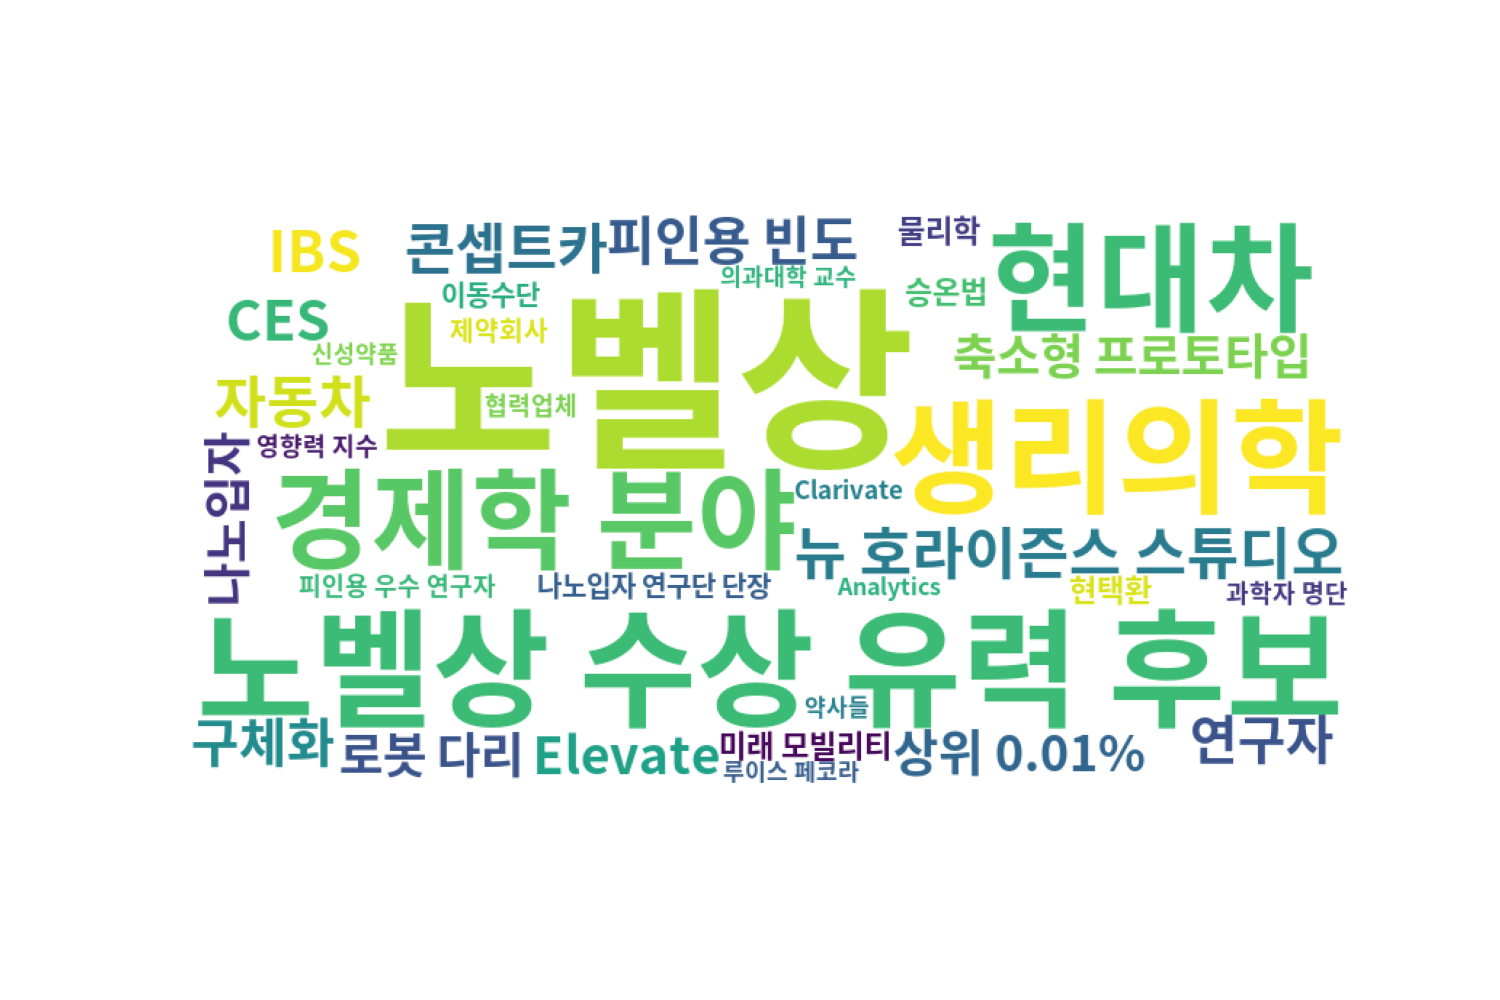 IBS
콘셉트카
피인용 빈도
물리학
현대차
의과대학 교수
이동수단
승온법
CES
제약회사
노벨상
신성약품
축소형 프로토타입
자동차
협력업체
영향력 지수
생리의학
나노입자
경제학 분야
Clarivate
뉴 호라이즌스 스튜디오
피인용 우수 연구자
나노입자 연구단 단장
Analytics
현택환
과학자 명단
노벨상 수상 유력 후보
약사들
구체화
로봇 다리
Elevate
미래 모빌리티
상위 0.01%
연구자
루이스 페코라